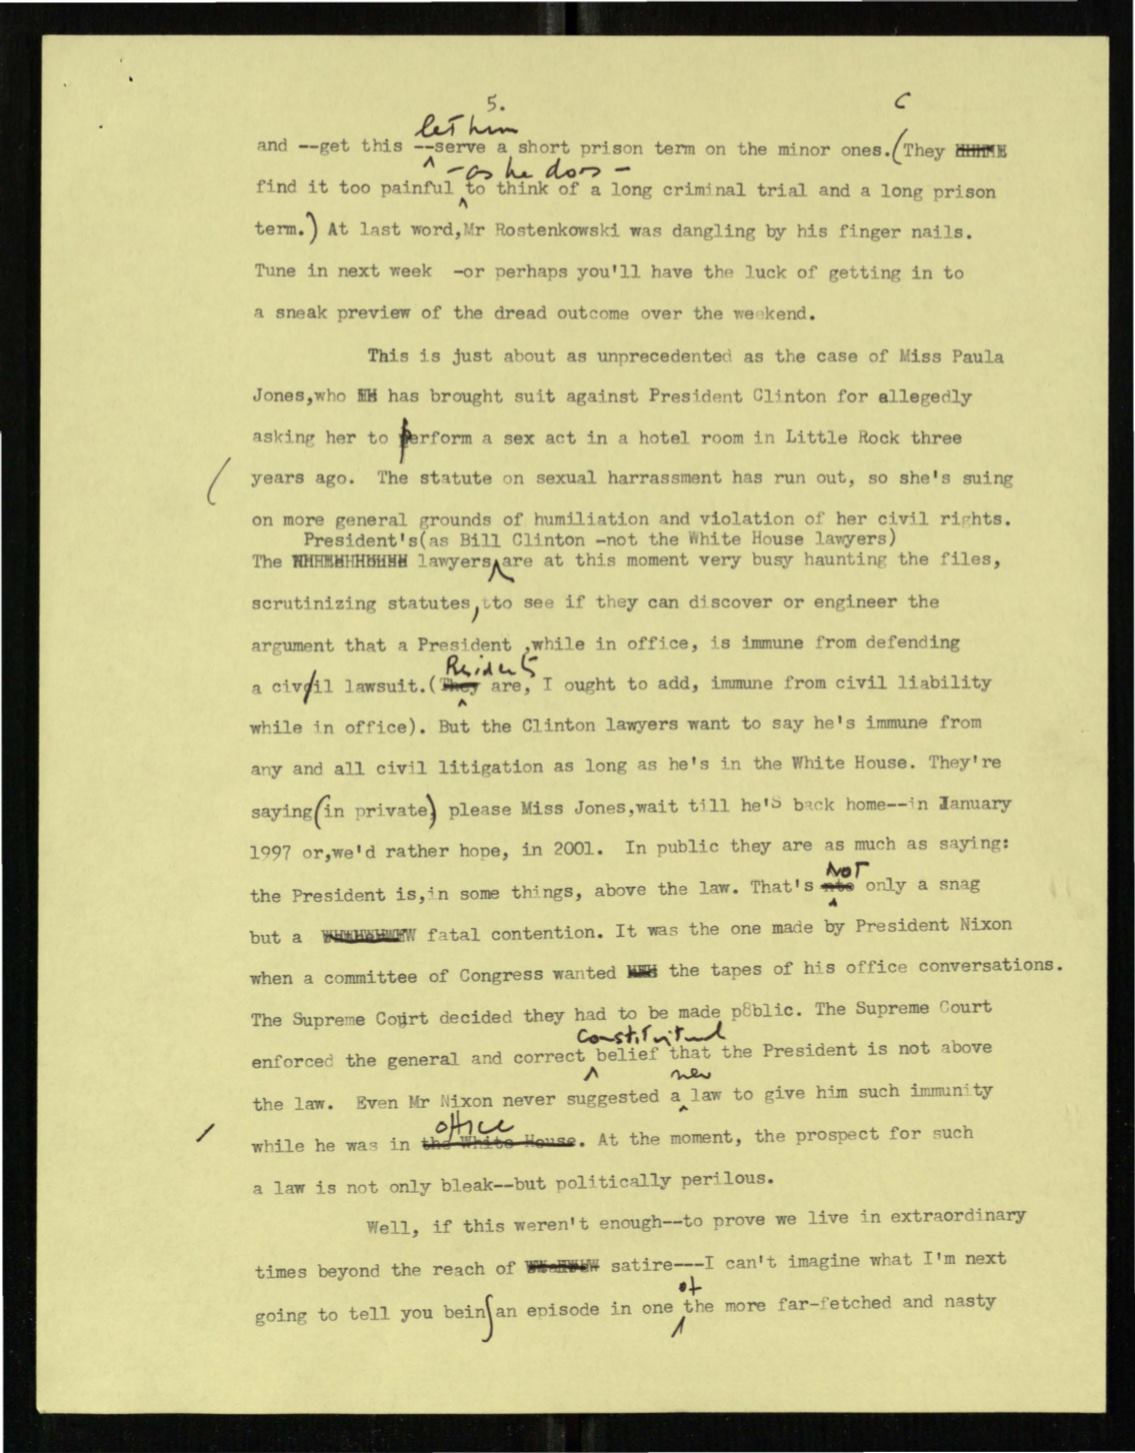 5.
C
let him
and --get this --serve a short prison term on the minor ones.(They
- as he does -
find it too painful to think of a long criminal trial and a long prison
term.) At last word,Mr Rostenkowski was dangling by his finger nails.
Tune in next week -or perhaps you'll have the luck of getting in to
a sneak preview of the dread outcome over the weekend.
This is just about as unprecedented as the case of Miss Paula
Jones,who has brought suit against President Clinton for allegedly
asking her to perform a sex act in a hotel room in Little Rock three
years ago. The statute on sexual harrassment has run out, so she's suing
on more general grounds of humiliation and violation of her civil rights.
President's(as Bill Clinton -not the White House lawyers)
The lawyers are at this moment very busy haunting the files,
scrutinizing statutes, to see if they can discover or engineer the
argument that a President ,while in office, is immune from defending
Residents
a civil lawsuit.(They are, I ought to add, immune from civil liability
while in office). But the Clinton lawyers want to say he's immune from
any and all civil litigation as long as he's in the White House. They're
saying(in private) please Miss Jones,wait till he's back home--in January
1997 or,we'd rather hope, in 2001. In public they are as much as saying:
NOT
the President is,in some things, above the law. That's nto only a snag
but a fatal contention. It was the one made by President Nixon
when a committee of Congress wanted the tapes of his office conversations.
The Supreme Court decided they had to be made p8blic. The Supreme Court
Constitutional
enforced the general and correct belief that the President is not above
new
the law. Even Mr Nixon never suggested a law to give him such immunity
office
while he was in the White House. At the moment, the prospect for such
a law is not only bleak--but politically perilous.
Well, if this weren't enough--to prove we live in extraordinary
times beyond the reach of satire---I can't imagine what I'm next
of
going to tell you bein an episode in one the more far-fetched and nasty